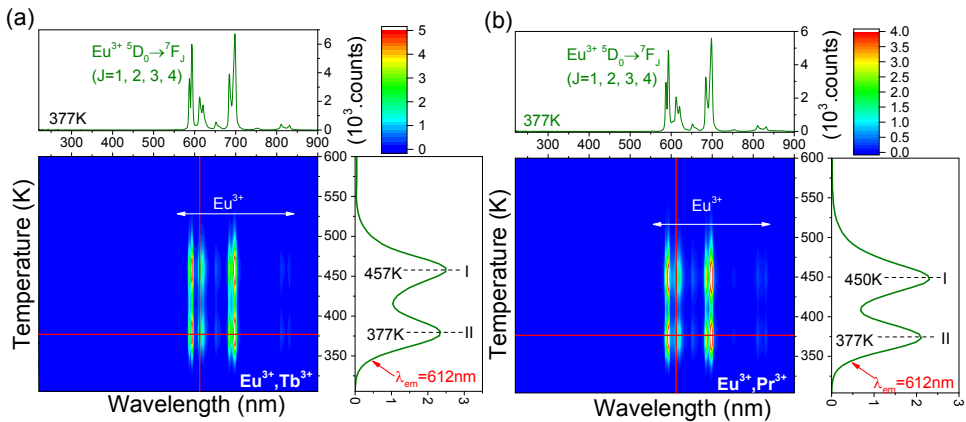 (a)
Eu³⁺ ⁵D₀→⁷F_J
(J=1, 2, 3, 4)
377K
0
2
4
6
300 400 500 600 700 800 900
(10³.counts)
5
4
3
2
1
0
Temperature (K)
600
550
500
450
400
350
Eu³⁺
457K
I
377K
II
λ_em=612nm
Eu³⁺,Tb³⁺
0 1 2 3
Wavelength (nm)
(b)
Eu³⁺ ⁵D₀→⁷F_J
(J=1, 2, 3, 4)
377K
0
2
4
6
300 400 500 600 700 800 900
(10³.counts)
4.0
3.5
3.0
2.5
2.0
1.5
1.0
0.5
0.0
Temperature (K)
600
550
500
450
400
350
Eu³⁺
450K
I
377K
II
λ_em=612nm
Eu³⁺,Pr³⁺
0 1 2 3
Wavelength (nm)